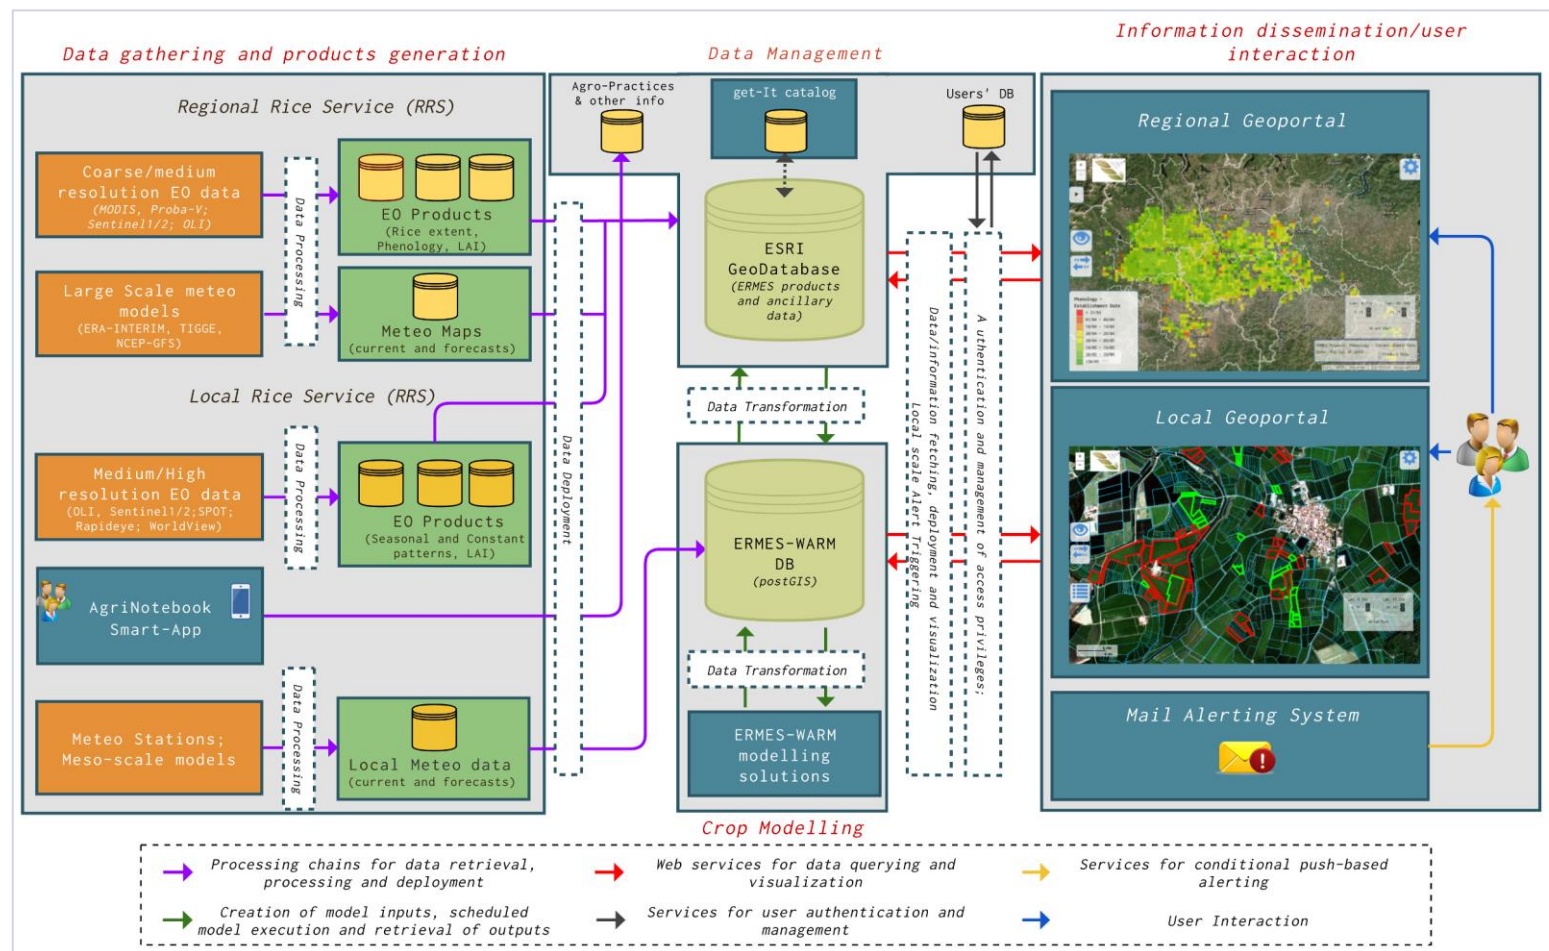 Data gathering and products generation
Data Management
Information dissemination/user
interaction
Regional Rice Service (RRS)
Coarse/medium
resolution EO data
(MODIS, Proba-V;
Sentinel1/2; OLI)
Data Processing
EO Products
(Rice extent,
Phenology, LAI)
Large Scale meteo
models
(ERA-INTERIM, TIGGE,
NCEP-GFS)
Meteo Maps
(current and forecasts)
Local Rice Service (RRS)
Medium/High
resolution EO data
(OLI, Sentinel1/2;SPOT;
Rapideye; WorldView)
Data Processing
EO Products
(Seasonal and Constant
patterns, LAI)
AgriNotebook
Smart-App
Meteo Stations;
Meso-scale models
Data Processing
Local Meteo data
(current and forecasts)
Data Deployment
Agro-Practices
& other info
get-It catalog
Users' DB
ESRI
GeoDatabase
(ERMES products
and ancillary
data)
Data Transformation
ERMES-WARM
DB
(postGIS)
Data Transformation
ERMES-WARM
modelling
solutions
Crop Modelling
Data/information fetching, deployment and visualization
Local scale Alert Triggering
A authentication and management of access privileges;
Regional Geoportal
Phenology -
Establishment Date
Local Geoportal
Mail Alerting System
Processing chains for data retrieval,
processing and deployment
Web services for data querying and
visualization
Services for conditional push-based
alerting
Creation of model inputs, scheduled
model execution and retrieval of outputs
Services for user authentication and
management
User Interaction